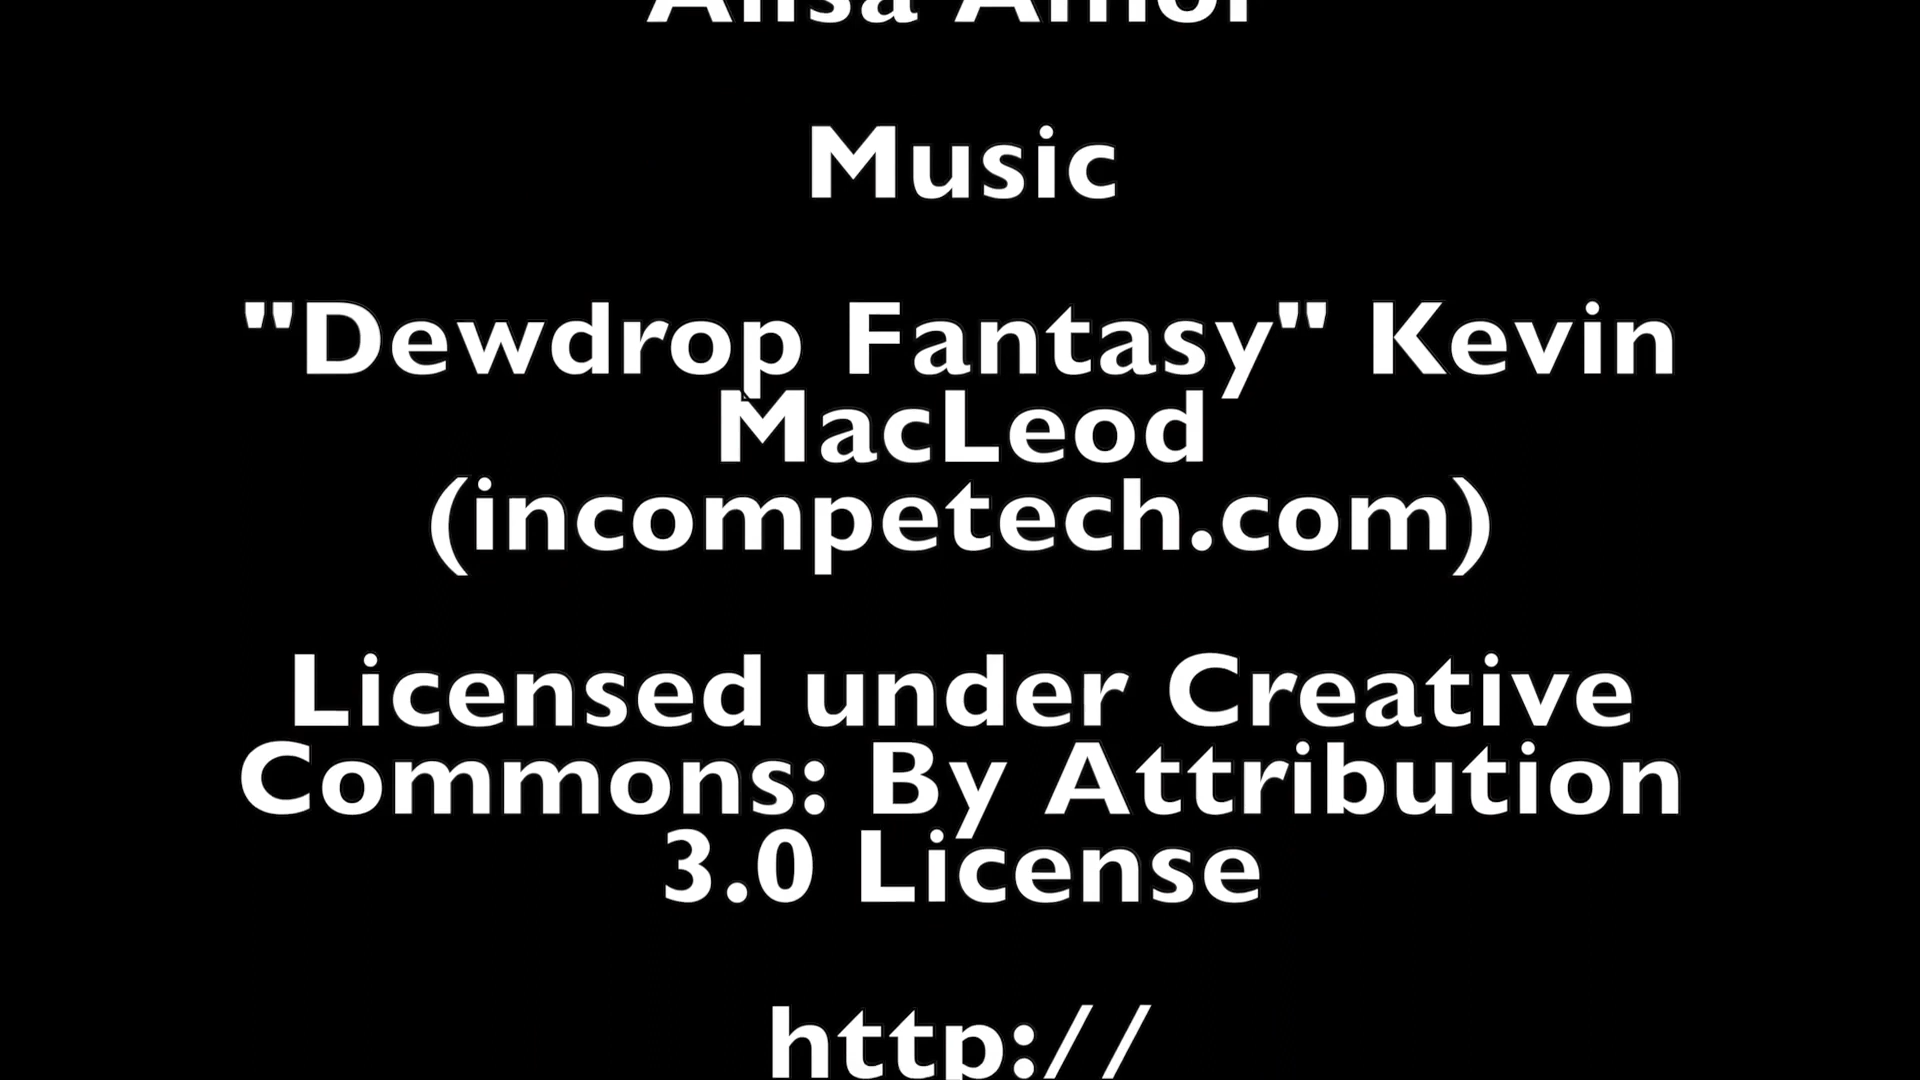 Music
"Dewdrop Fantasy" Kevin
MacLeod
(incompetech.com)
Licensed under Creative
Commons: By Attribution
3.0 License
http://